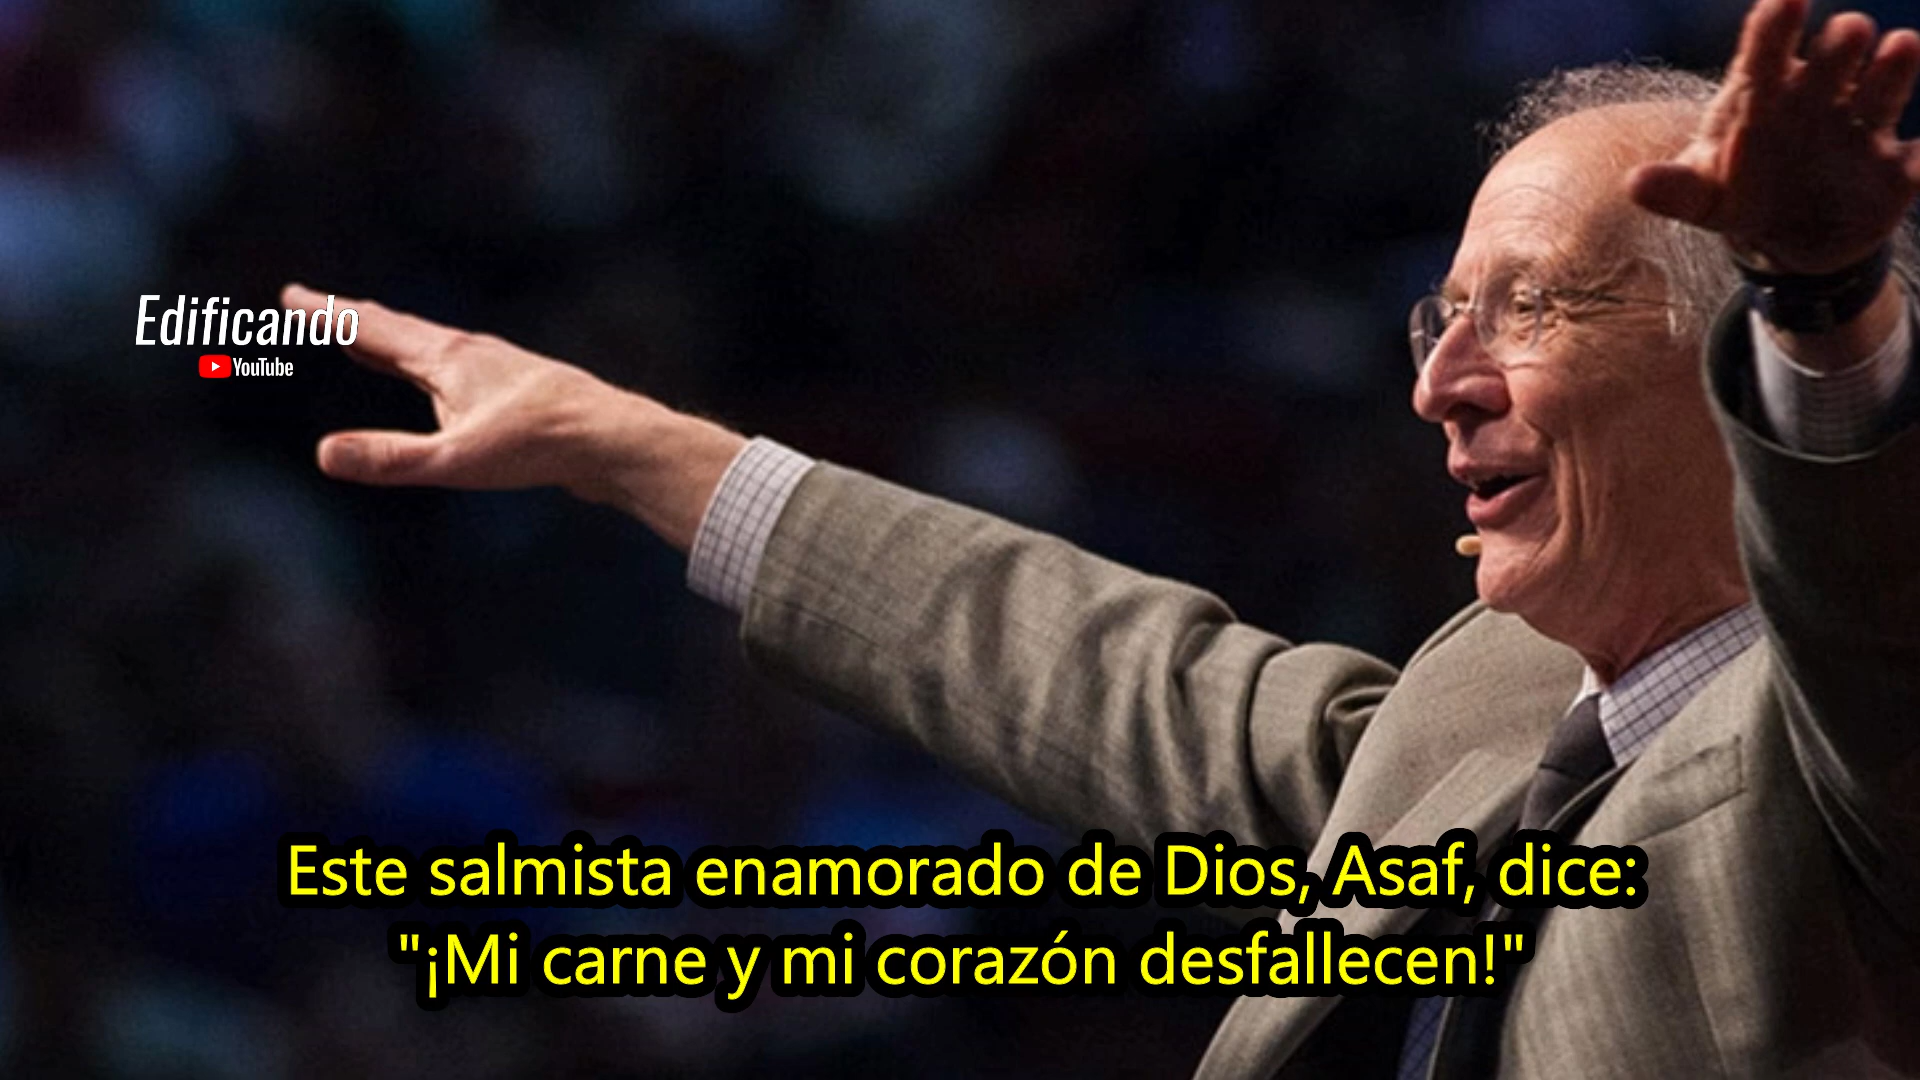 Edificando
YouTube
Este salmista enamorado de Dios, Asaf, dice:
"¡Mi carne y mi corazón desfallecen!"